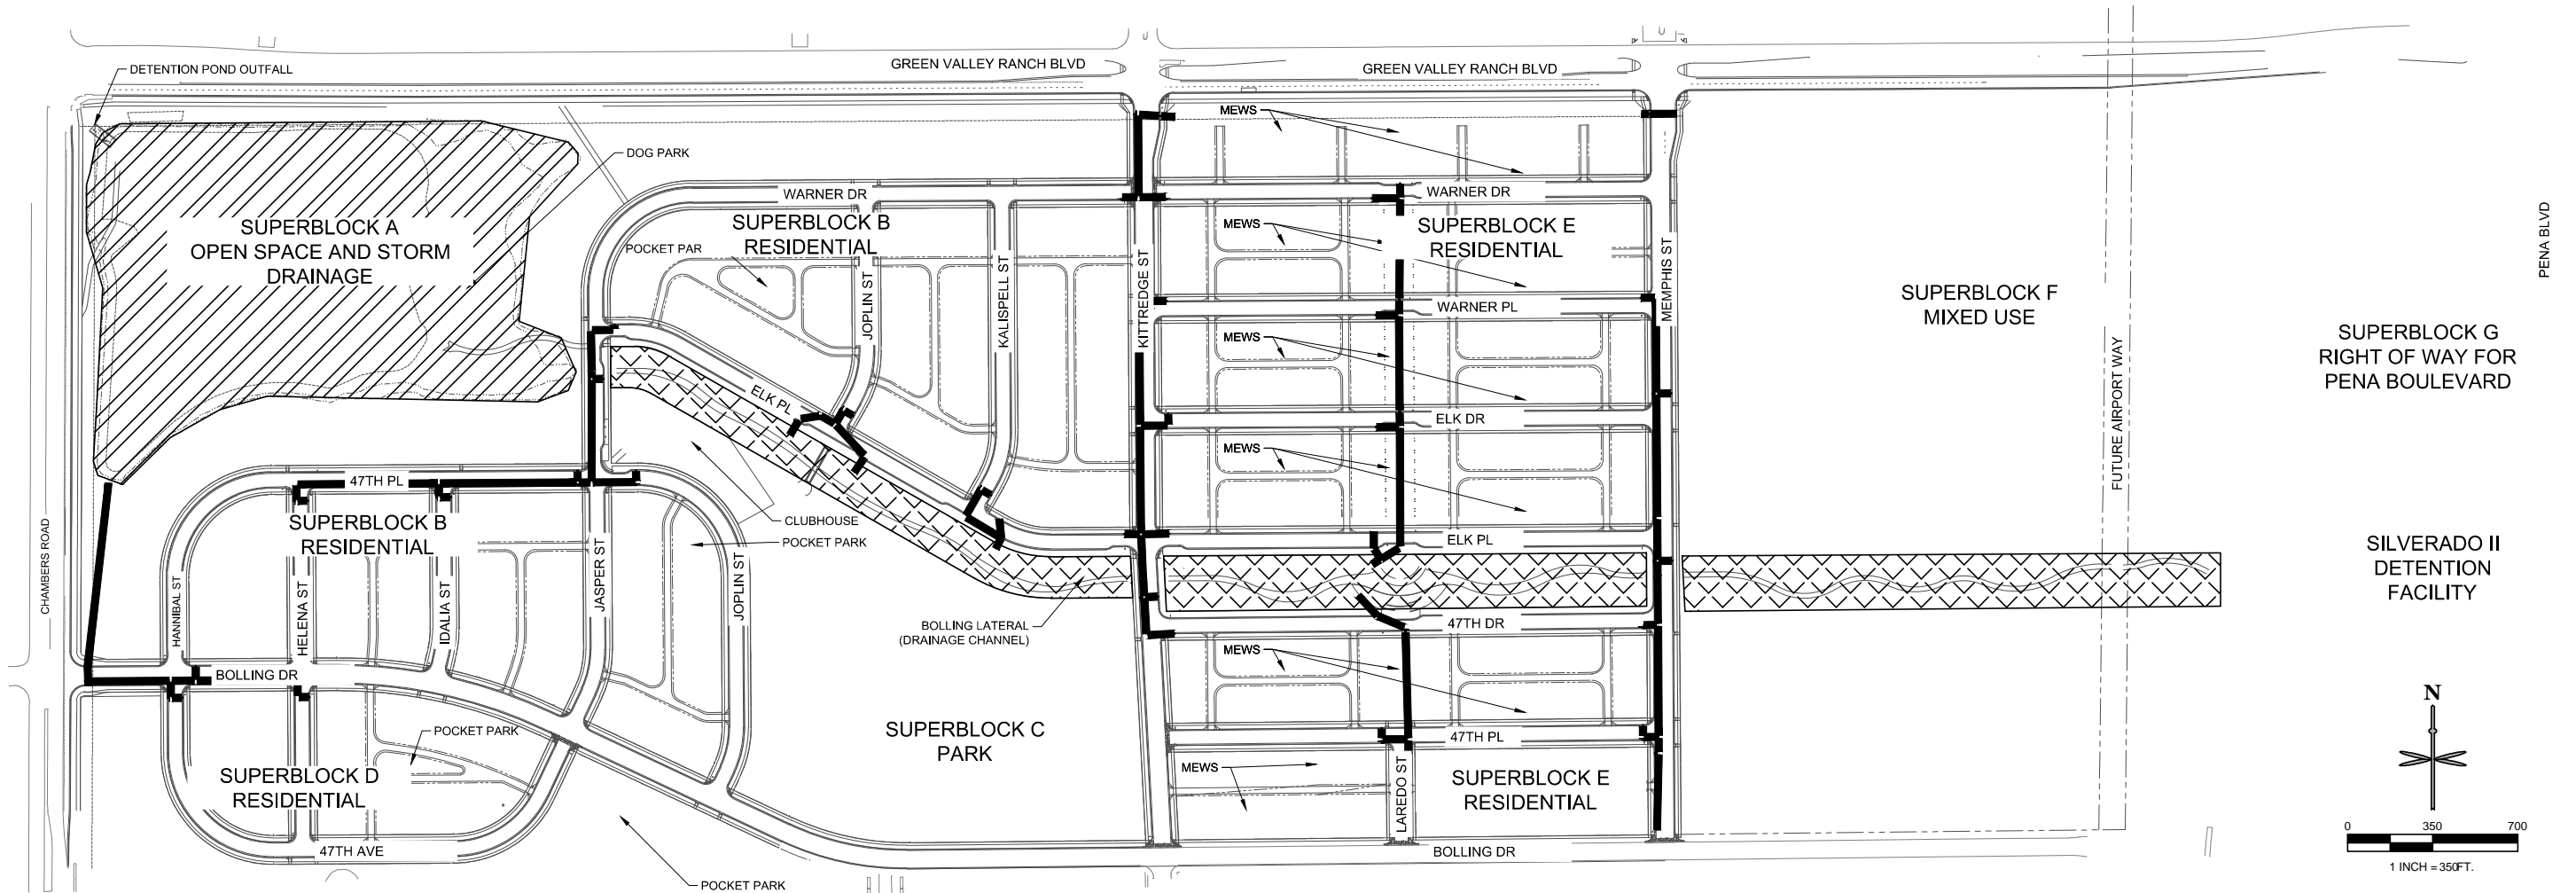 GREEN VALLEY RANCH BLVD
GREEN VALLEY RANCH BLVD
DETENTION POND OUTFALL
MEWS
DOG PARK
WARNER DR
WARNER DR
SUPERBLOCK A
OPEN SPACE AND STORM
DRAINAGE
SUPERBLOCK B
RESIDENTIAL
POCKET PAR
MEWS
SUPERBLOCK E
RESIDENTIAL
PENA BLVD
JOPLIN ST
KALISPELL ST
KITTREDGE ST
MEMPHIS ST
SUPERBLOCK F
MIXED USE
WARNER PL
MEWS
SUPERBLOCK G
RIGHT OF WAY FOR
PENA BOULEVARD
FUTURE AIRPORT WAY
ELK PL
ELK DR
MEWS
47TH PL
CHAMBERS ROAD
SUPERBLOCK B
RESIDENTIAL
CLUBHOUSE
POCKET PARK
ELK PL
SILVERADO II
DETENTION
FACILITY
HANNIBAL ST
HELENA ST
IDALIA ST
JASPER ST
JOPLIN ST
BOLLING LATERAL
(DRAINAGE CHANNEL)
47TH DR
MEWS
BOLLING DR
N
POCKET PARK
SUPERBLOCK C
PARK
47TH PL
SUPERBLOCK D
RESIDENTIAL
MEWS
LAREDO ST
SUPERBLOCK E
RESIDENTIAL
0 350 700
1 INCH = 350FT.
47TH AVE
BOLLING DR
POCKET PARK